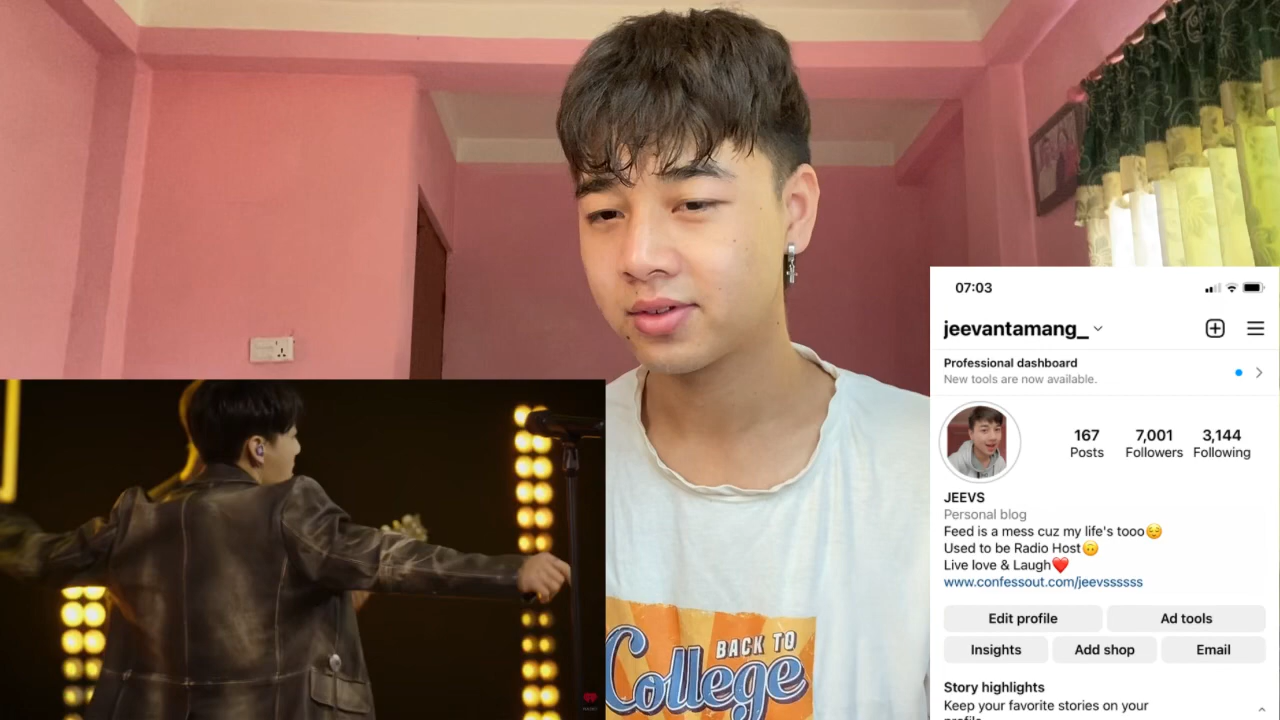 BACK TO
College
RADIO
07:03
jeevantamang_
Professional dashboard
New tools are now available.
167
7,001
3,144
Posts
Followers
Following
JEEVS
Personal blog
Feed is a mess cuz my life's tooo😌
Used to be Radio Host🙃
Live love & Laugh❤️
www.confessout.com/jeevssssss
Edit profile
Ad tools
Insights
Add shop
Email
Story highlights
Keep your favorite stories on your
profile